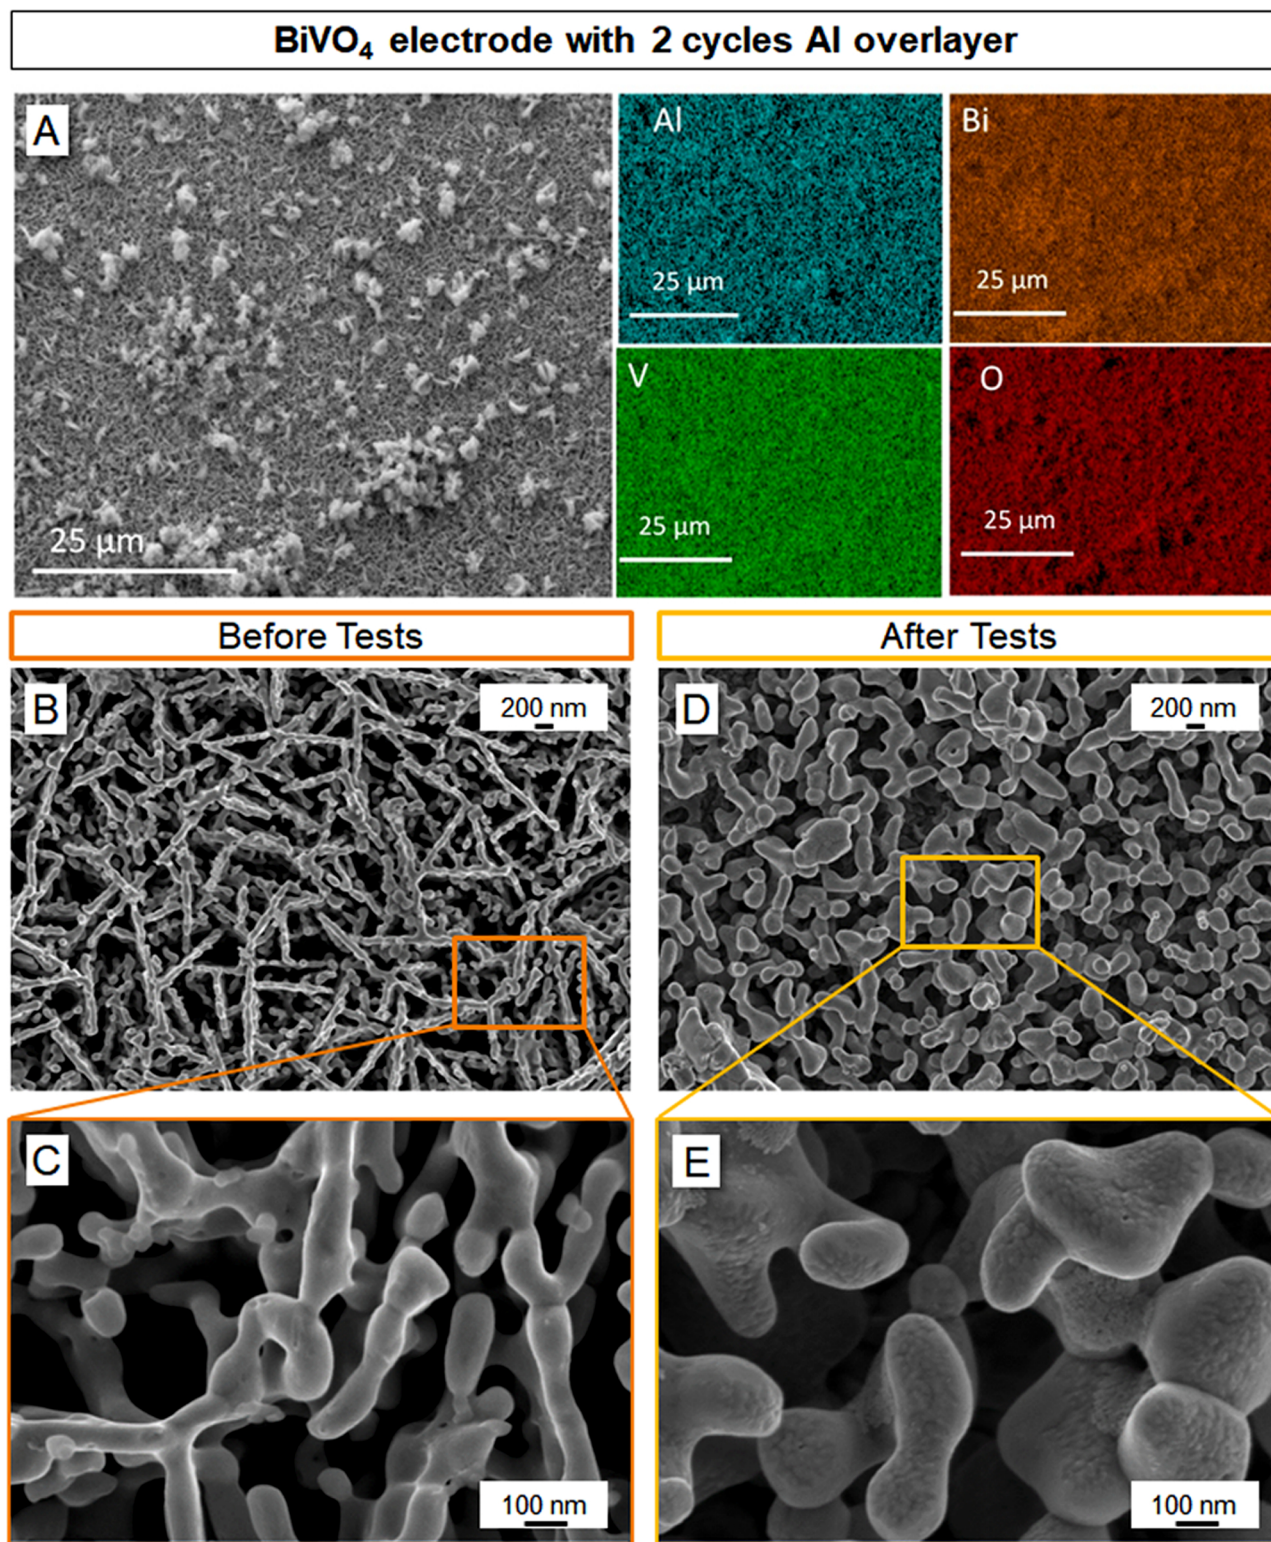 BiVO₄ electrode with 2 cycles Al overlayer
A
25 µm
Al
25 µm
Bi
25 µm
V
25 µm
O
25 µm
Before Tests
After Tests
B
200 nm
D
200 nm
C
100 nm
E
100 nm